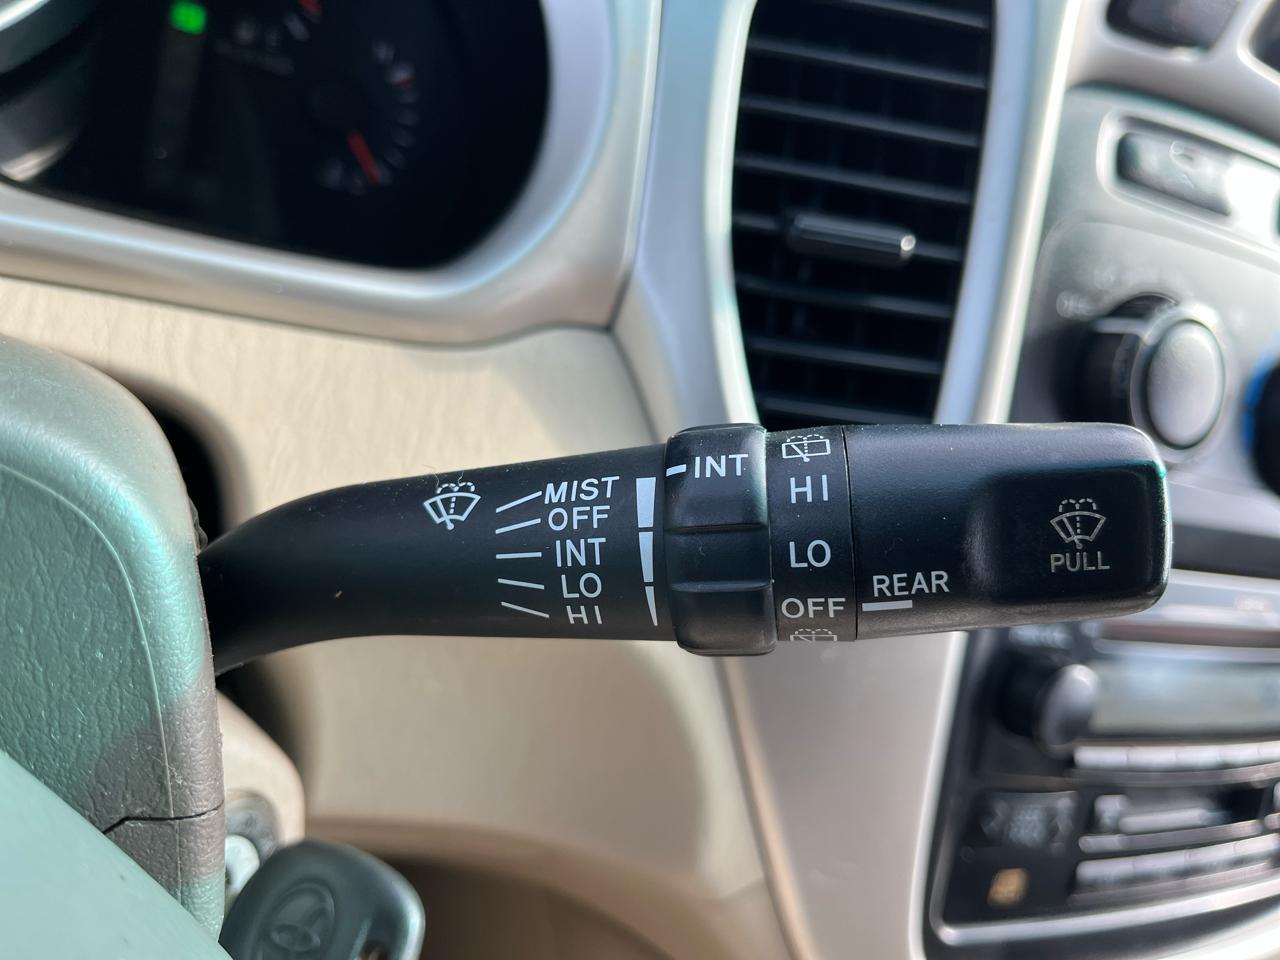 MIST
OFF
INT
LO
HI
INT
HI
LO
OFF
REAR
PULL